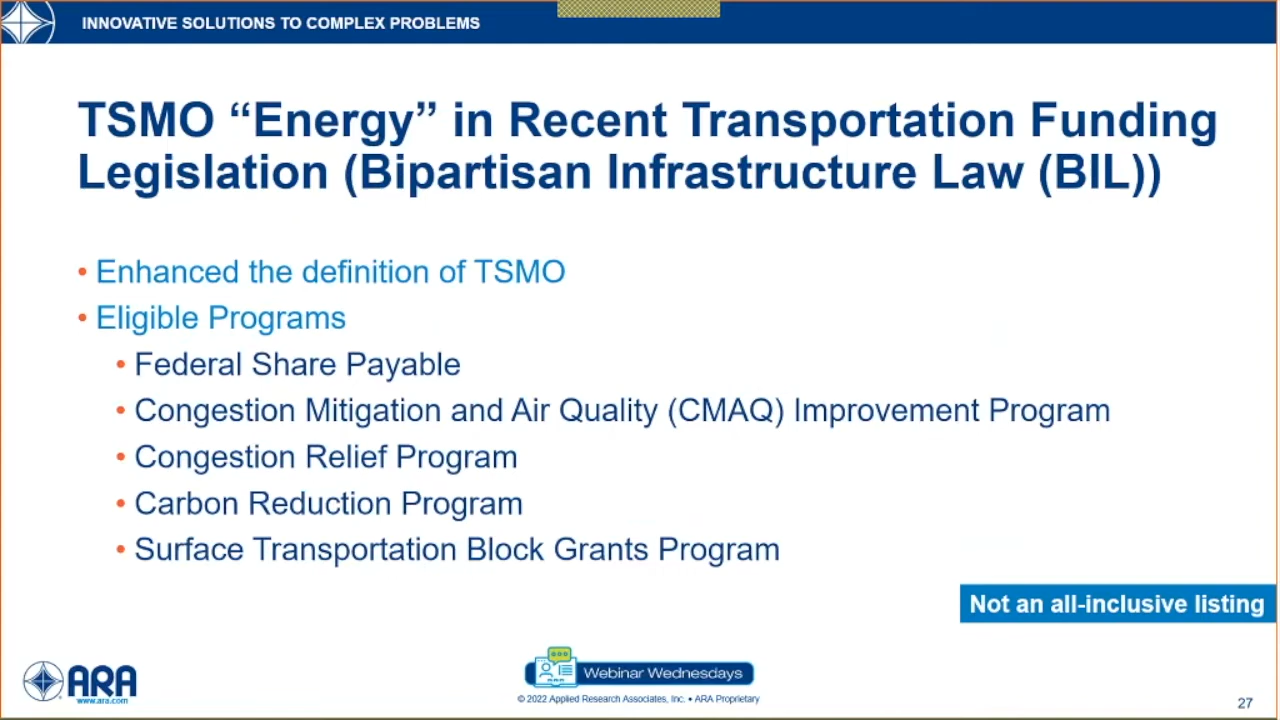 INNOVATIVE SOLUTIONS TO COMPLEX PROBLEMS
TSMO “Energy” in Recent Transportation Funding
Legislation (Bipartisan Infrastructure Law (BIL))
• Enhanced the definition of TSMO
• Eligible Programs
• Federal Share Payable
• Congestion Mitigation and Air Quality (CMAQ) Improvement Program
• Congestion Relief Program
• Carbon Reduction Program
• Surface Transportation Block Grants Program
Not an all-inclusive listing
ARA
www.ara.com
Webinar Wednesdays
© 2022 Applied Research Associates, Inc. • ARA Proprietary
27